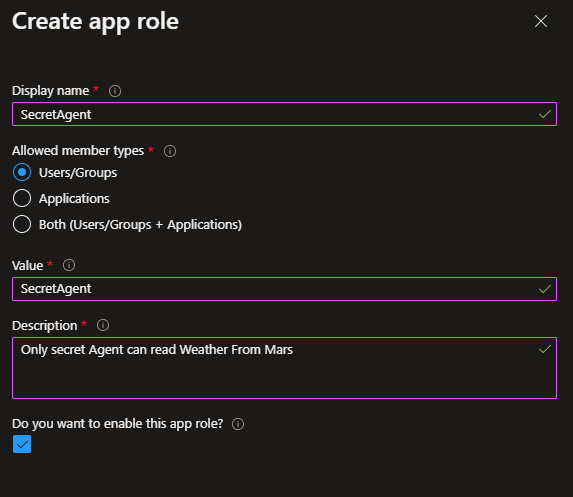 Create app role
Display name *
SecretAgent
Allowed member types *
Users/Groups
Applications
Both (Users/Groups + Applications)
Value *
SecretAgent
Description *
Only secret Agent can read Weather From Mars
Do you want to enable this app role?